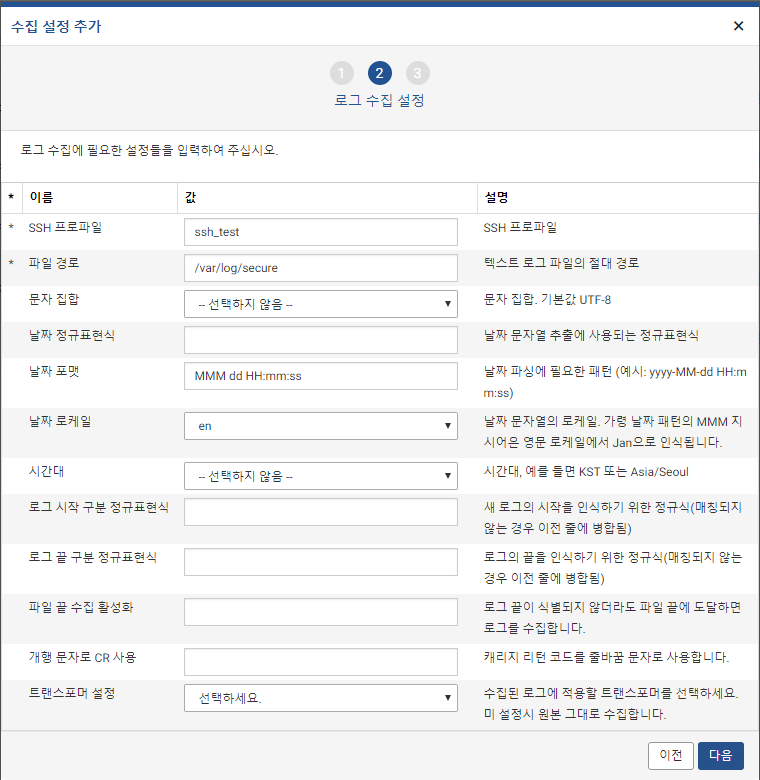 수집 설정 추가 ×
1 2 3
로그 수집 설정
로그 수집에 필요한 설정들을 입력하여 주십시오.
* 이름 값 설명
* SSH 프로파일 ssh_test SSH 프로파일
* 파일 경로 /var/log/secure 텍스트 로그 파일의 절대 경로
문자 집합 -- 선택하지 않음 -- 문자 집합. 기본값 UTF-8
날짜 정규표현식 날짜 문자열 추출에 사용되는 정규표현식
날짜 포맷 MMM dd HH:mm:ss 날짜 파싱에 필요한 패턴 (예시: yyyy-MM-dd HH:m
m:ss)
날짜 로케일 en 날짜 문자열의 로케일. 가령 날짜 패턴의 MMM 지
시어은 영문 로케일에서 Jan으로 인식됩니다.
시간대 -- 선택하지 않음 -- 시간대, 예를 들면 KST 또는 Asia/Seoul
로그 시작 구분 정규표현식 새 로그의 시작을 인식하기 위한 정규식(매칭되지
않는 경우 이전 줄에 병합됨)
로그 끝 구분 정규표현식 로그의 끝을 인식하기 위한 정규식(매칭되지 않는
경우 이전 줄에 병합됨)
파일 끝 수집 활성화 로그 끝이 식별되지 않더라도 파일 끝에 도달하면
로그를 수집합니다.
개행 문자로 CR 사용 캐리지 리턴 코드를 줄바꿈 문자로 사용합니다.
트랜스포머 설정 선택하세요. 수집된 로그에 적용할 트랜스포머를 선택하세요.
미 설정시 원본 그대로 수집합니다.
이전 다음